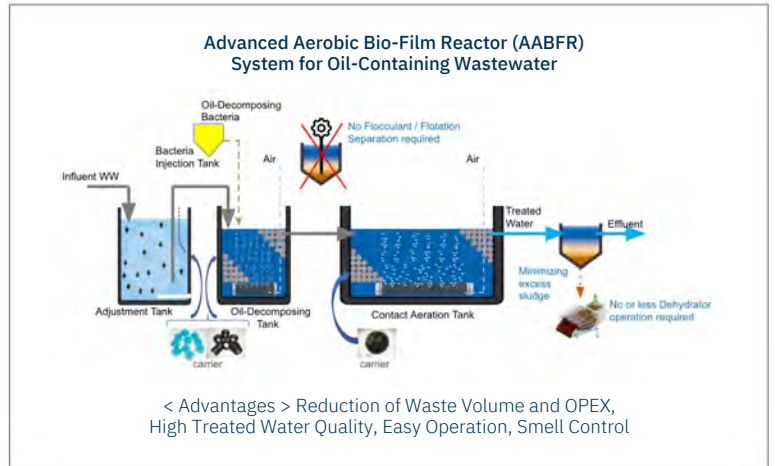 Advanced Aerobic Bio-Film Reactor (AABFR)
System for Oil-Containing Wastewater
Oil-Decomposing
Bacteria
Bacteria
Injection Tank
No Flocculant / Flotation
Separation required
Air
Air
Influent WW
Treated
Water
Effluent
Minimizing
excess
sludge
No or less Dehydrator
operation required
Adjustment Tank
Oil-Decomposing
Tank
Contact Aeration Tank
carrier
carrier
< Advantages > Reduction of Waste Volume and OPEX,
High Treated Water Quality, Easy Operation, Smell Control